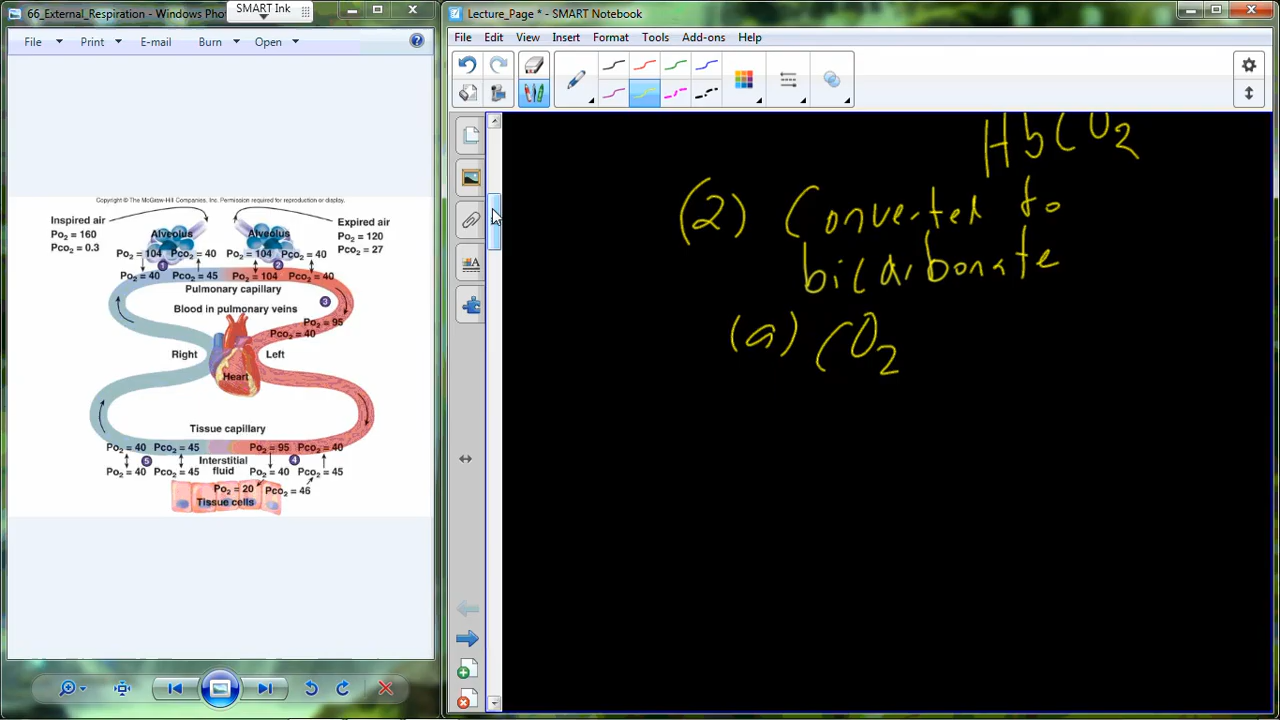 66_External_Respiration - Windows Pho
SMART Ink
File Print E-mail Burn Open
Copyright © The McGraw-Hill Companies, Inc. Permission required for reproduction or display.
Inspired air
Po2 = 160
Pco2 = 0.3
Expired air
Po2 = 120
Pco2 = 27
Alveolus Alveolus
Po2 = 104 Pco2 = 40 Po2 = 104 Pco2 = 40
1 2
Po2 = 40 Pco2 = 45 Po2 = 104 Pco2 = 40
Pulmonary capillary
3
Blood in pulmonary veins
Po2 = 95
Pco2 = 40
Right Left
Heart
Tissue capillary
Po2 = 40 Pco2 = 45 Po2 = 95 Pco2 = 40
5 Interstitial 4
fluid
Po2 = 40 Pco2 = 45 Po2 = 40 Pco2 = 45
Po2 = 20 Pco2 = 46
Tissue cells
Lecture_Page * - SMART Notebook
File Edit View Insert Format Tools Add-ons Help
HbCO2
(2) Converted to
bicarbonate
(a) CO2